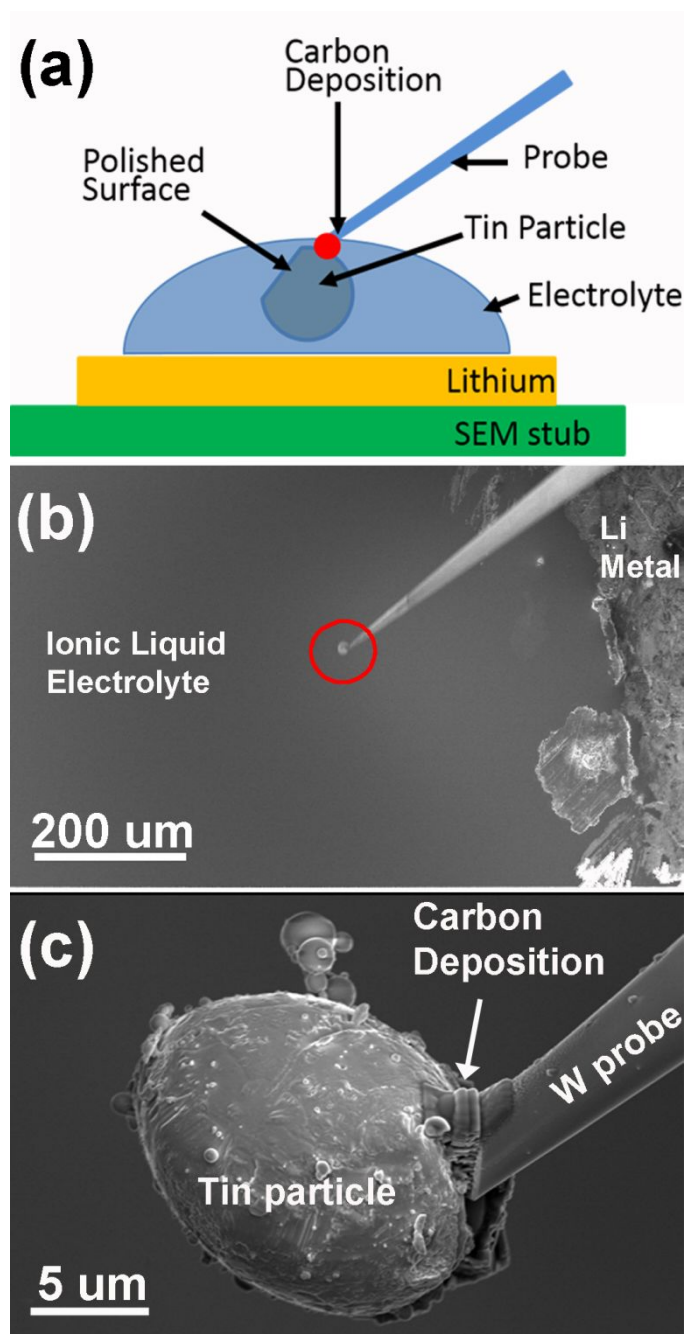 (a)
Carbon
Deposition
Polished
Surface
Probe
Tin Particle
Electrolyte
Lithium
SEM stub
(b)
Li
Metal
Ionic Liquid
Electrolyte
200 um
(c)
Carbon
Deposition
W probe
Tin particle
5 um